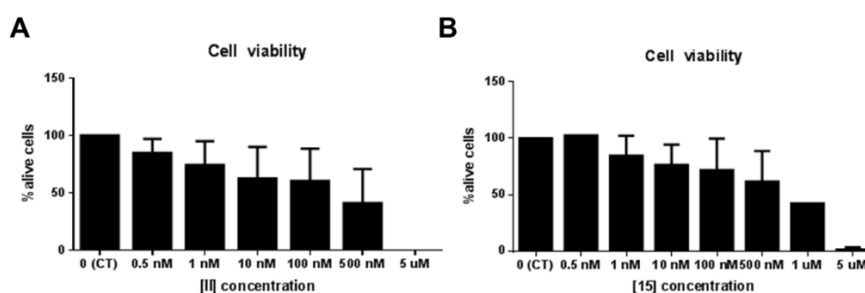 A
Cell viability
150
100
50
0
%alive cells
0 (CT) 0.5 nM 1 nM 10 nM 100 nM 500 nM 5 uM
[II] concentration
B
Cell viability
150
100
50
0
%alive cells
0 (CT) 0.5 nM 1 nM 10 nM 100 nM 500 nM 1 uM 5 uM
[15] concentration